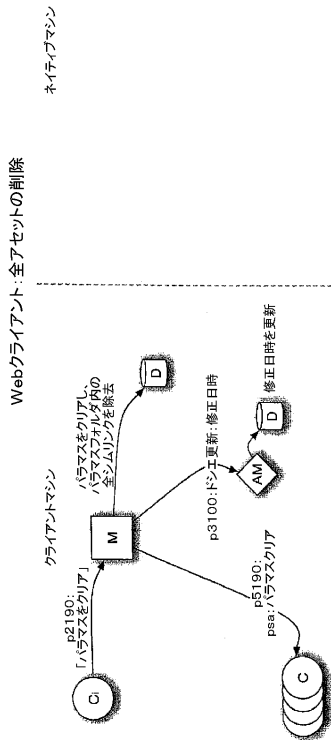 Webクライアント:全アセットの削除
クライアントマシン
ネイティブマシン
p2190:
「パラマスをクリア」
Ci
M
パラマスをクリアし、
パラマスフォルダ内の
全シムリンクを除去
D
p3100:ドシエ更新:修正日時
AM
D
修正日時を更新
p5190:
psa:パラマスクリア
C